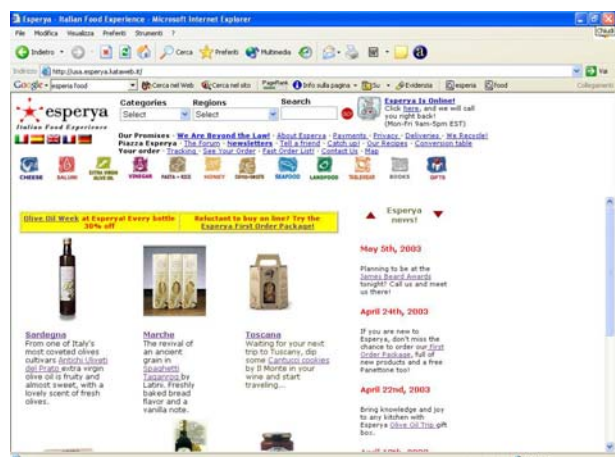 Esperya - Italian Food Experience - Microsoft Internet Explorer
Chiudi
File Modifica Visualizza Preferiti Strumenti ?
Indietro Cerca Preferiti Multimedia
Indirizzo http://usa.esperya.kataweb.it/ Vai
Google esperia food Cerca nel Web Cerca nel sito PageRank Info sulla pagina Su Evidenzia esperia food Collegamenti
esperya
Italian Food Experience
Categories Regions Search
Select Select
Esperya Is Online!
Click here, and we will call
you right back!
(Mon-Fri 9am-5pm EST)
Our Promises - We Are Beyond the Law! - About Esperya - Payments - Privacy - Deliveries - We Recycle!
Piazza Esperya - The Forum - Newsletters - Tell a friend - Catch up! - Our Recipes - Conversion table
Your order - Tracking - See Your Order - Fast Order List! - Contact Us - Map
CHEESE SALUMI EXTRA VIRGIN OLIVE OIL VINEGAR PASTA + RICE HONEY SEAFOOD LANDFOOD BOOKS GIFTS
Olive Oil Week at Esperya! Every bottle
30% off
Reluctant to buy on line? Try the
Esperya First Order Package!
Esperya
news!
May 5th, 2003
Planning to be at the
James Beard Awards
tonight? Call us and meet
us there!
April 24th, 2003
If you are new to
Esperya, don't miss the
chance to order our First
Order Package, full of
new products and a free
Panettone too!
April 22nd, 2003
Bring knowledge and joy
to any kitchen with
Esperya Olive Oil Trip gift
box.
Sardegna
From one of Italy's
most coveted olives
cultivars Antichi Uliveti
del Prato extra virgin
olive oil is fruity and
almost sweet, with a
lovely scent of fresh
olives.
Marche
The revival of
an ancient
grain in
Spaghetti
Taganrog by
Latini. Freshly
baked bread
flavor and a
vanilla note.
Toscana
Waiting for your next
trip to Tuscany, dip
some Cantucci cookies
by Il Monte in your
wine and start
traveling...